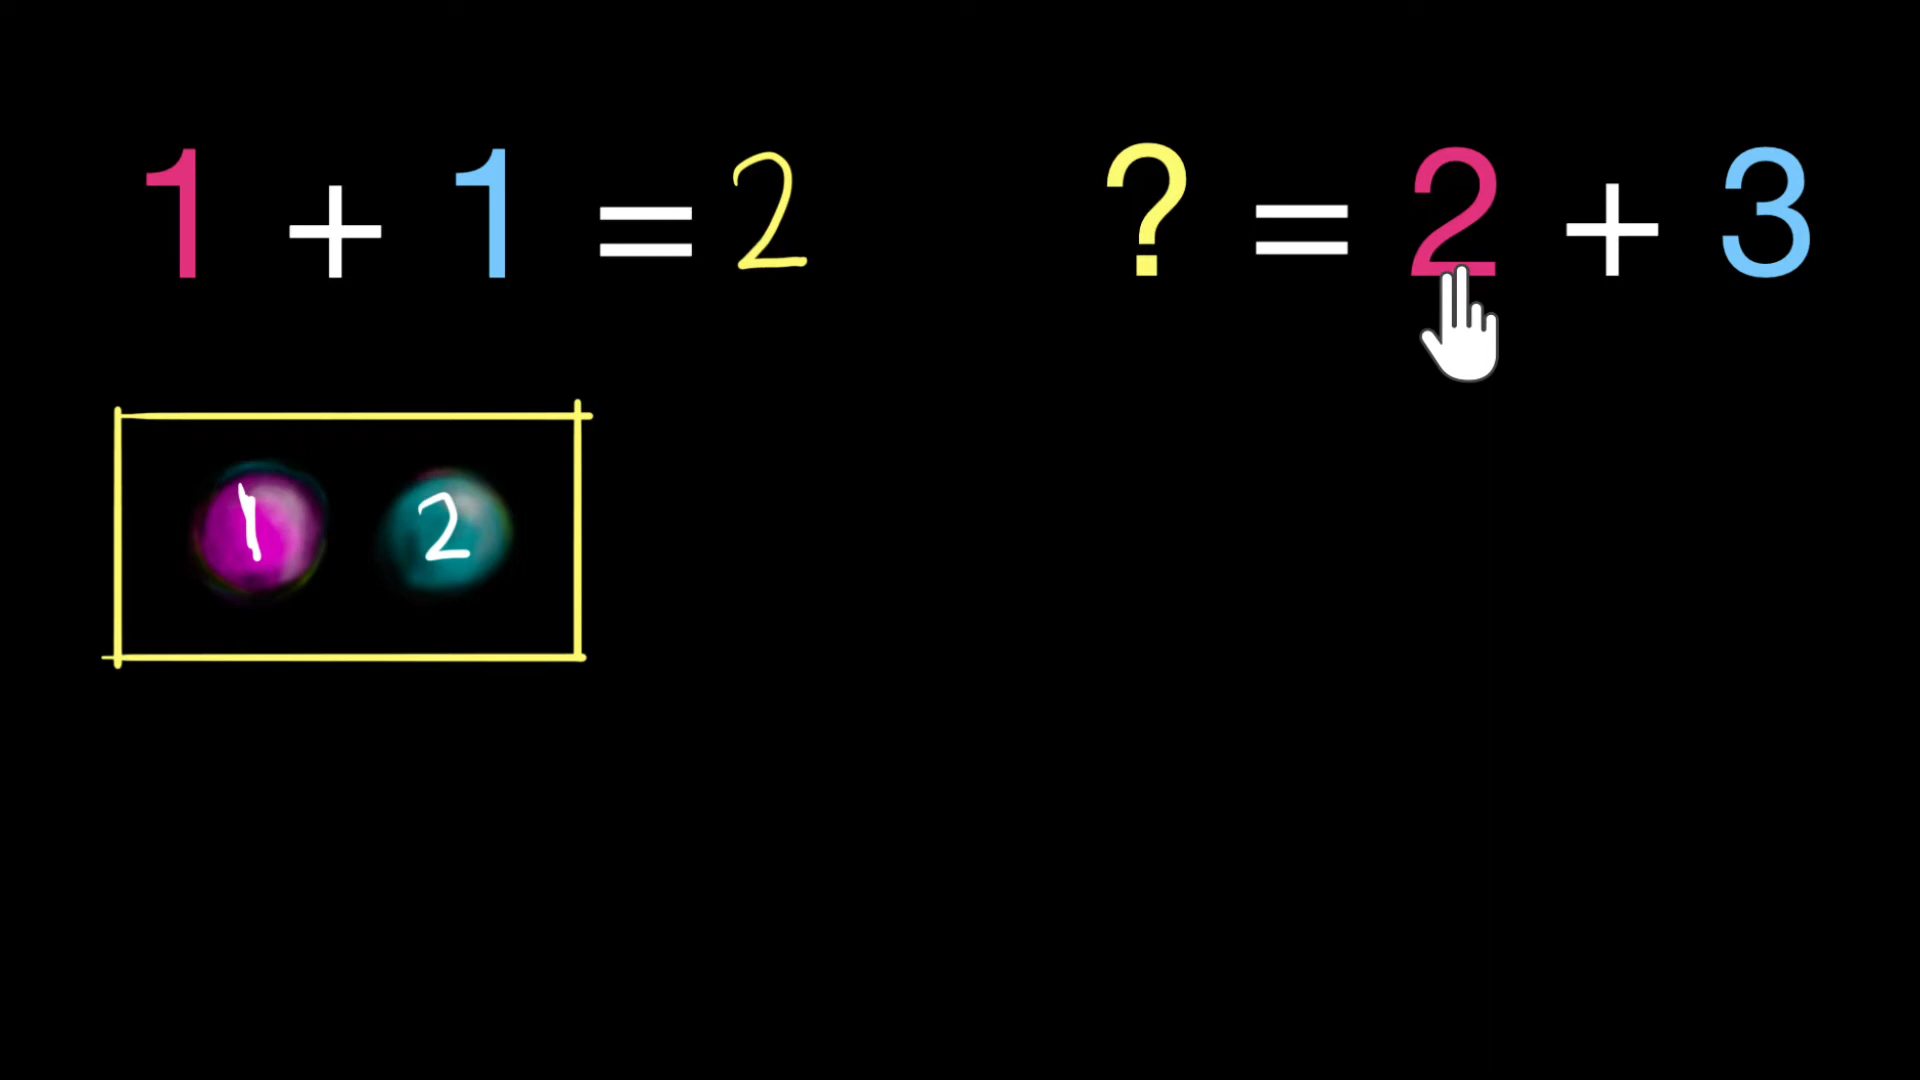 1 + 1 = 2
? = 2 + 3
1 2